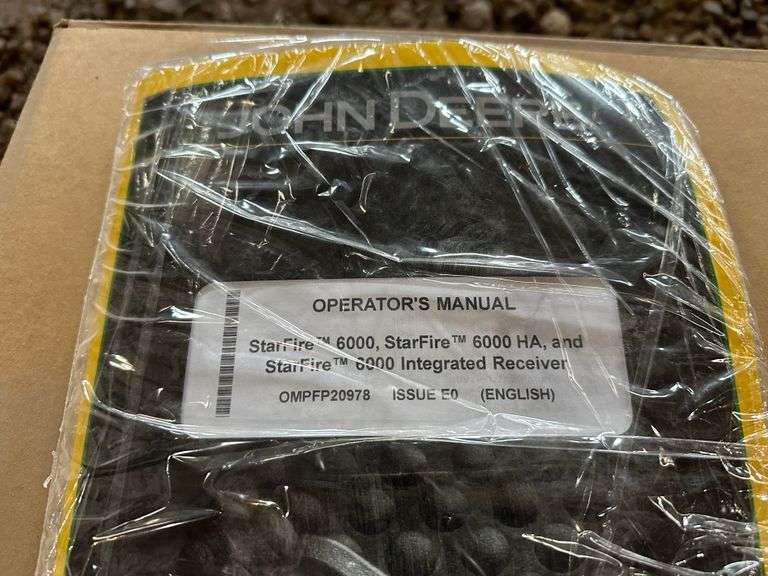 JOHN DEERE
OPERATOR'S MANUAL
StarFire™ 6000, StarFire™ 6000 HA, and
StarFire™ 6000 Integrated Receiver
OMPFP20978 ISSUE E0 (ENGLISH)